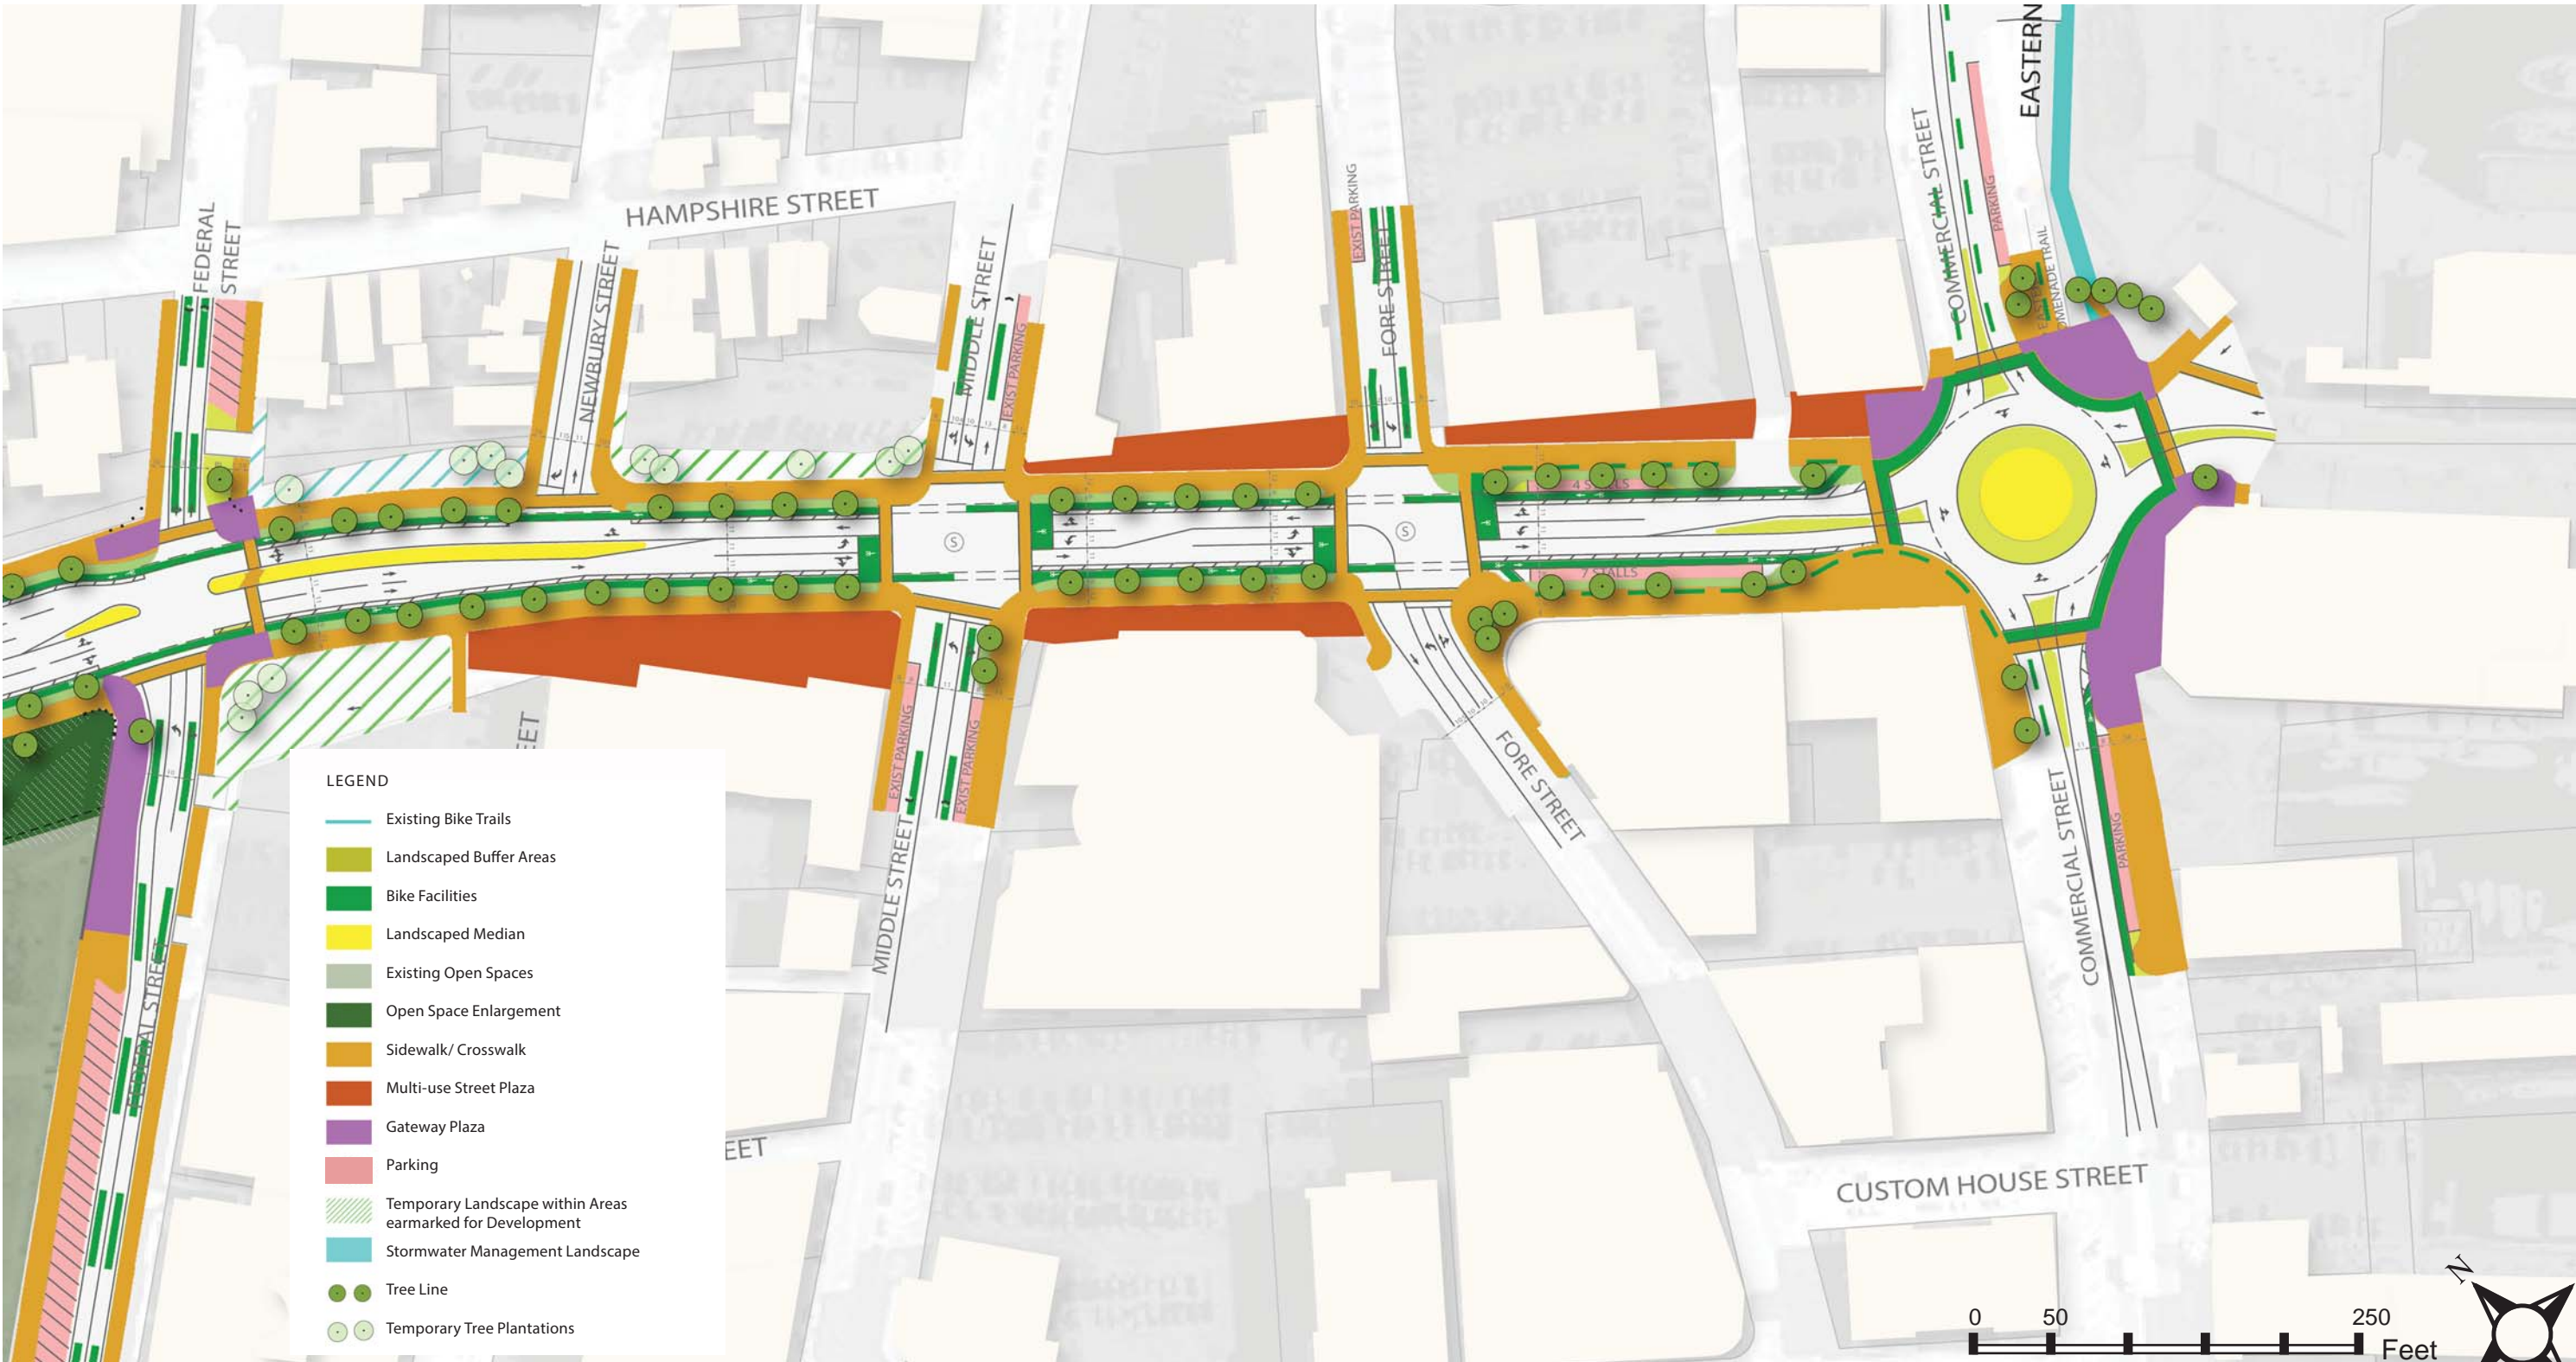 EASTERN
COMMERCIAL STREET
PARKING
EXIST PARKING
HAMPSHIRE STREET
FEDERAL
STREET
NEWBURY STREET
MIDDLE STREET
EXIST PARKING
FORE STREET
EASTERN
OMENADE TRAIL
4 STALLS
S
S
7 STALLS
EXIST PARKING
EXIST PARKING
MIDDLE STREET
FORE STREET
COMMERCIAL STREET
PARKING
FEDERAL STREET
EET
EET
CUSTOM HOUSE STREET
LEGEND
Existing Bike Trails
Landscaped Buffer Areas
Bike Facilities
Landscaped Median
Existing Open Spaces
Open Space Enlargement
Sidewalk/ Crosswalk
Multi-use Street Plaza
Gateway Plaza
Parking
Temporary Landscape within Areas
earmarked for Development
Stormwater Management Landscape
Tree Line
Temporary Tree Plantations
N
0 50 250
Feet